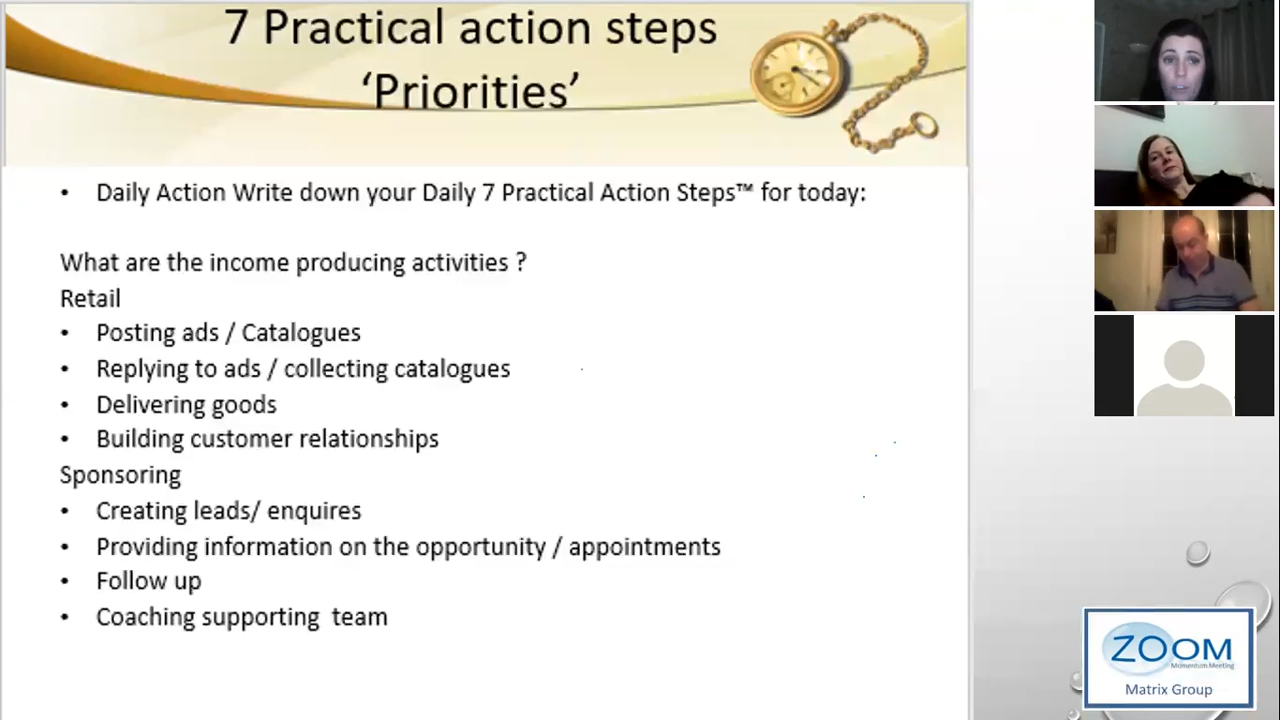 7 Practical action steps
‘Priorities’
• Daily Action Write down your Daily 7 Practical Action Steps™ for today:
What are the income producing activities ?
Retail
• Posting ads / Catalogues
• Replying to ads / collecting catalogues
• Delivering goods
• Building customer relationships
Sponsoring
• Creating leads/ enquires
• Providing information on the opportunity / appointments
• Follow up
• Coaching supporting  team
ZOOM
Momentum Meeting
Matrix Group